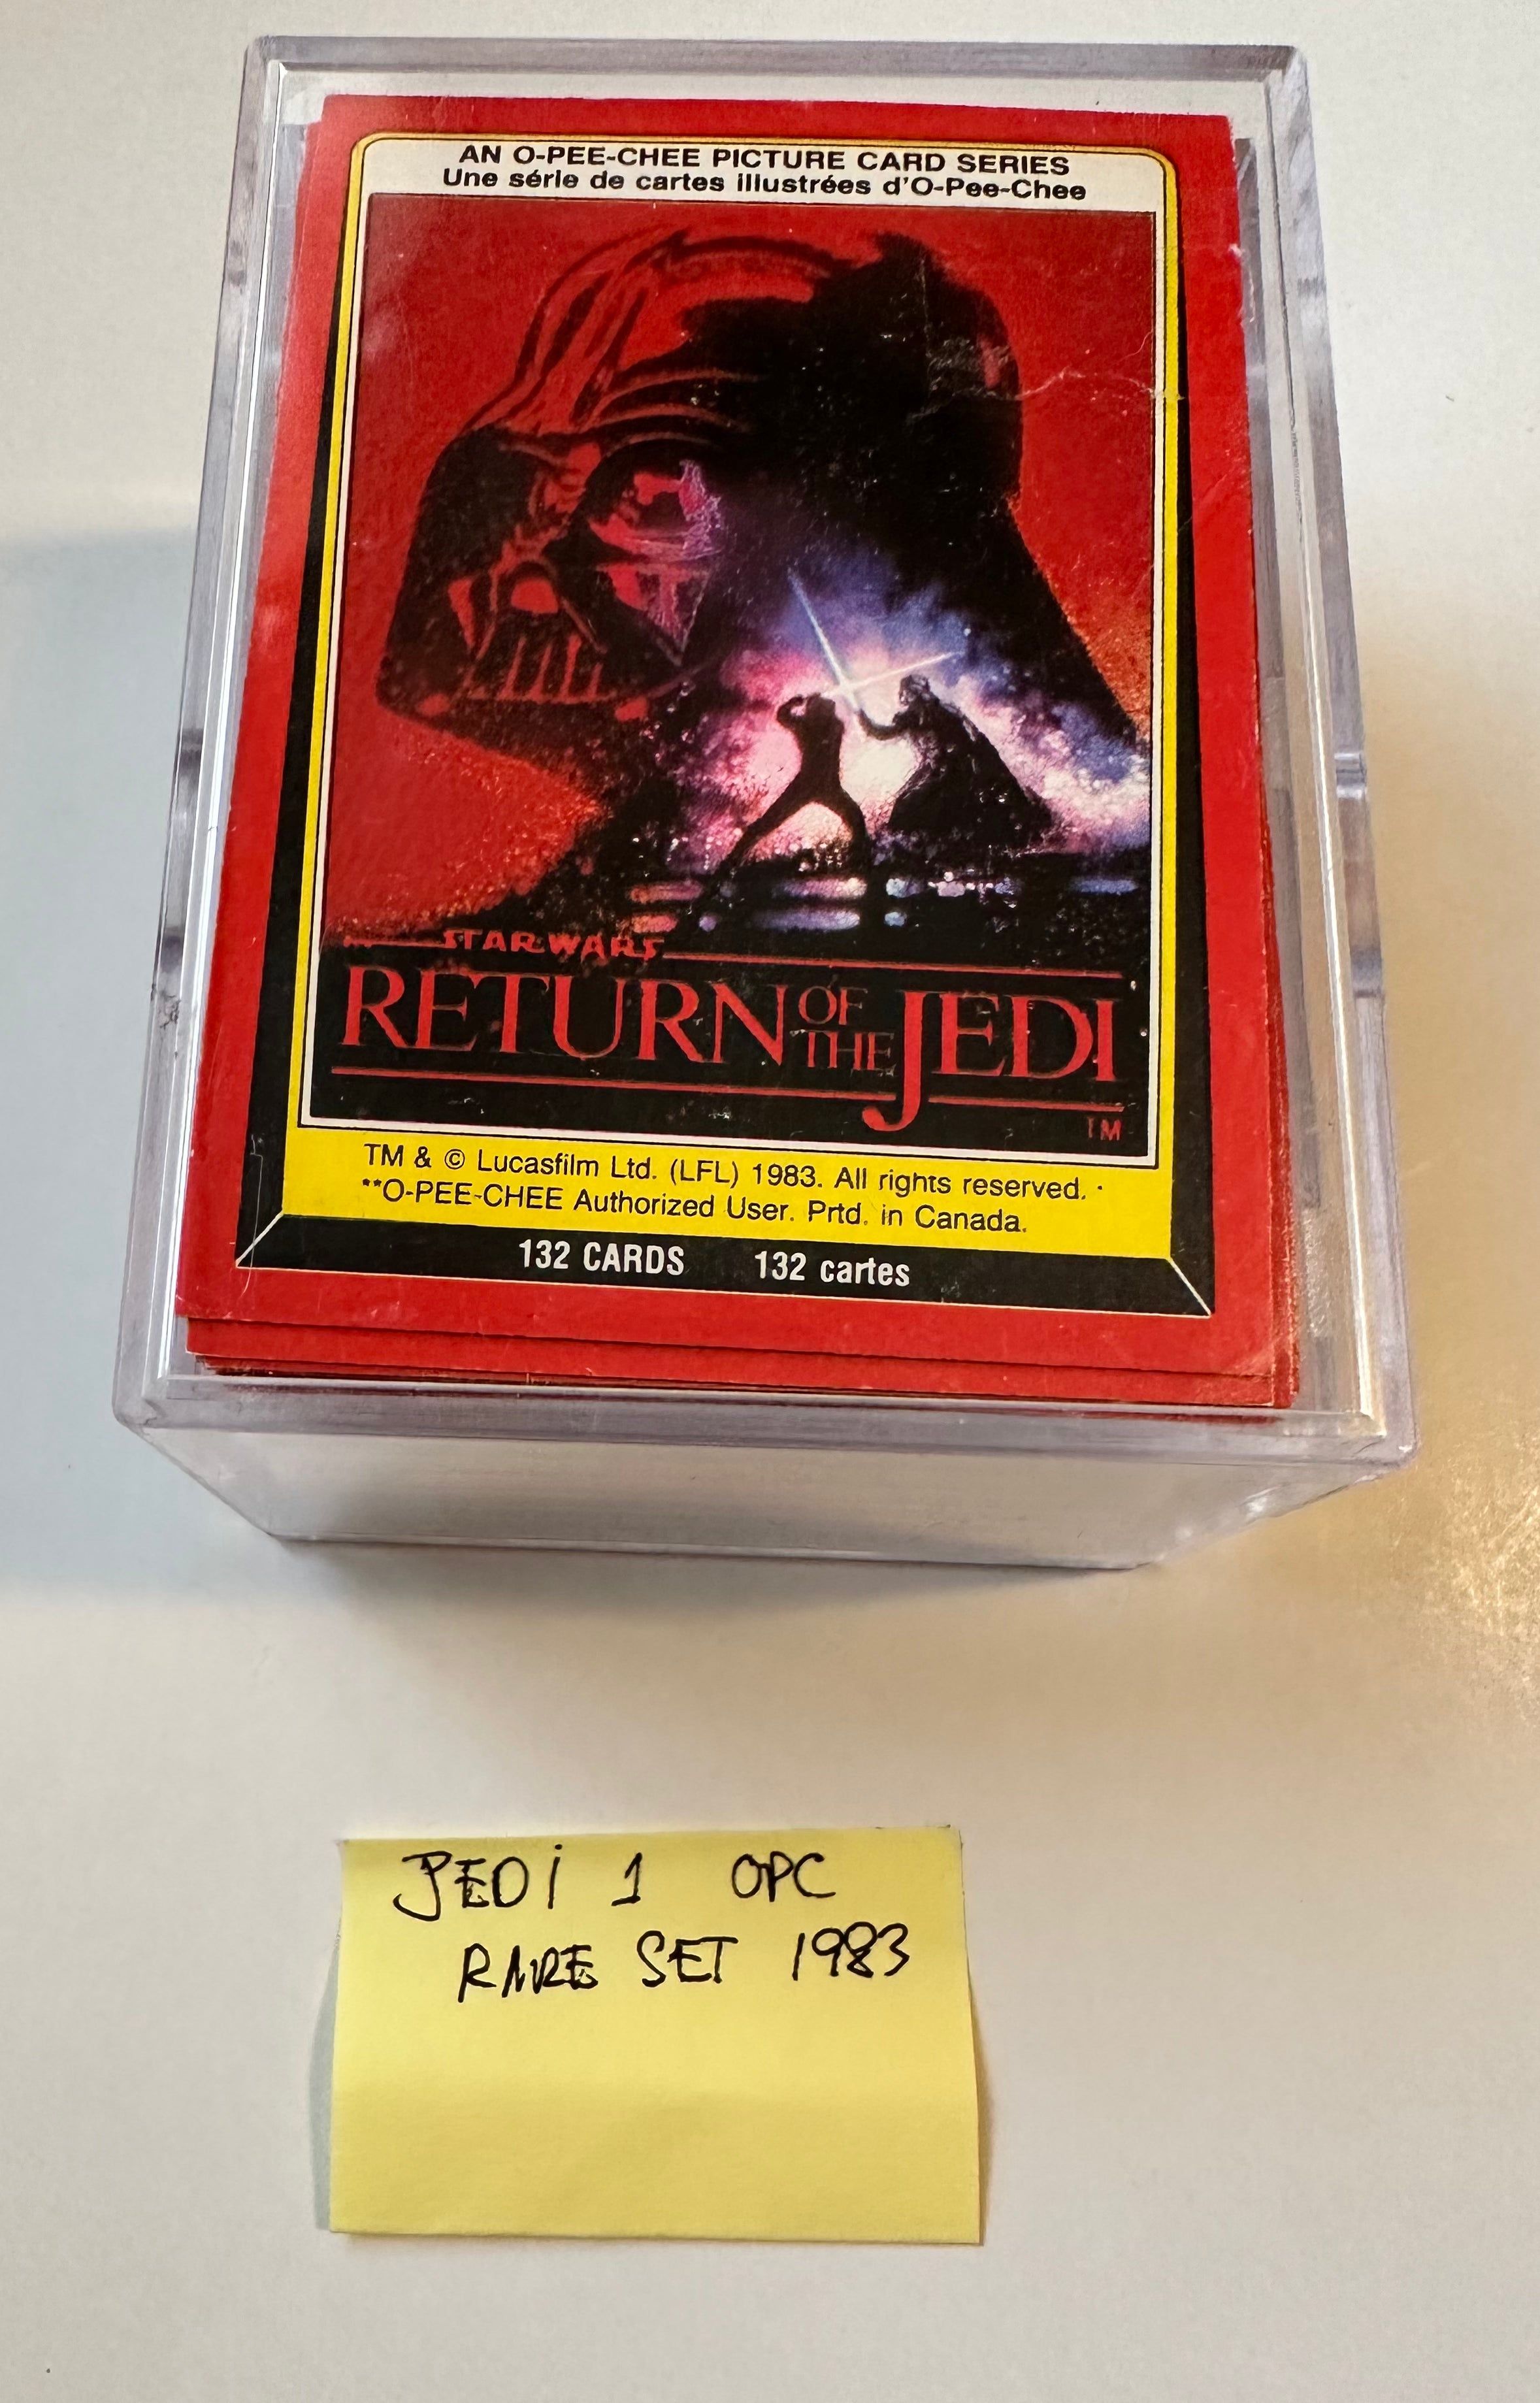 AN O-PEE-CHEE PICTURE CARD SERIES
Une série de cartes illustrées d'O-Pee-Chee
STAR WARS
RETURN OF THE JEDI
TM
TM & © Lucasfilm Ltd. (LFL) 1983. All rights reserved.
**O-PEE-CHEE Authorized User. Prtd. in Canada.
132 CARDS 132 cartes
JEDI 1 OPC
RARE SET 1983